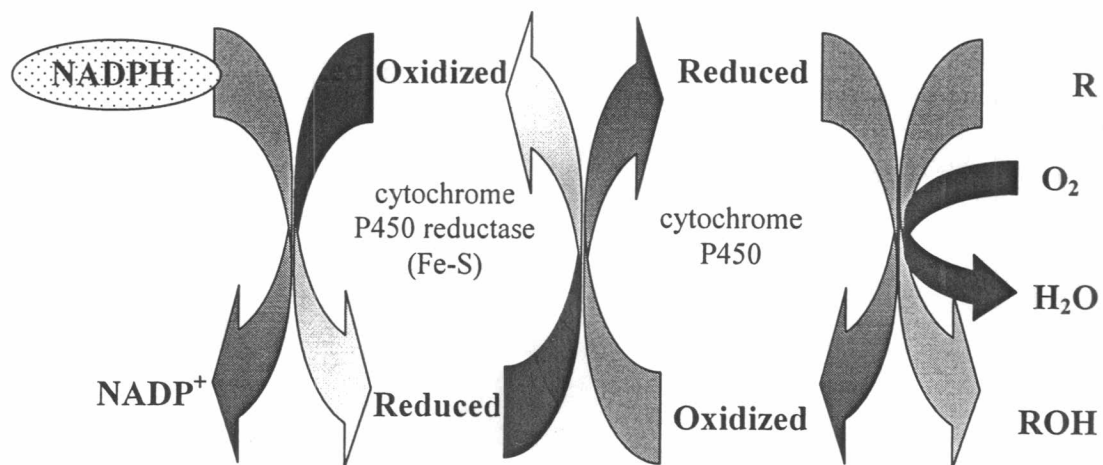 NADPH
Oxidized
Reduced
R
O₂
cytochrome
P450 reductase
(Fe-S)
cytochrome
P450
H₂O
NADP⁺
Reduced
Oxidized
ROH